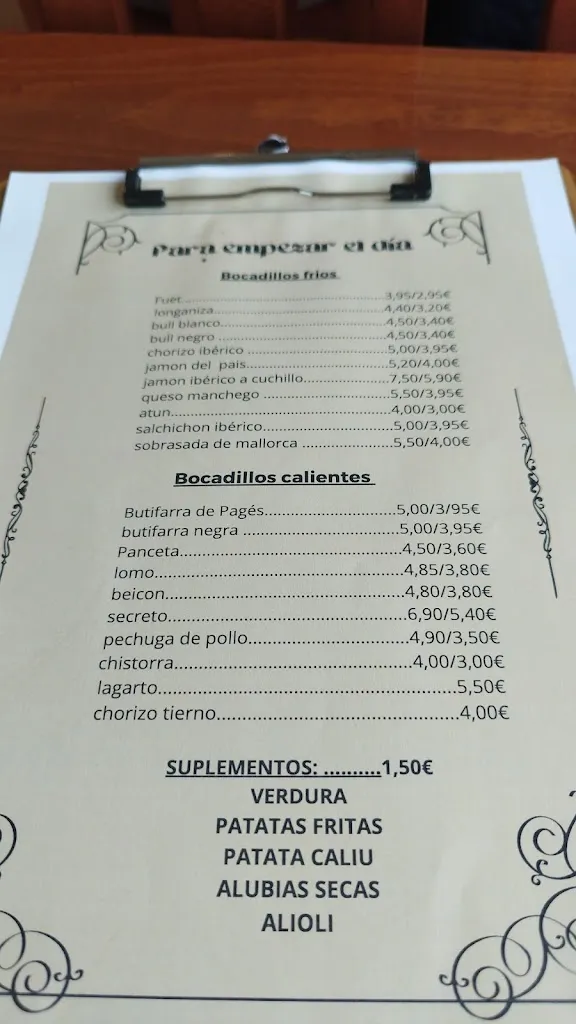 Para empezar el día
Bocadillos frios
Fuet..............................................3,95/2,95€
longaniza.......................................4,40/3,20€
bull blanco.....................................4,50/3,40€
bull negro ......................................4,50/3,40€
chorizo ibérico ...............................5,00/3,95€
jamon del  pais...............................5,20/4,00€
jamon ibérico a cuchillo..................7,50/5,90€
queso manchego ...........................5,50/3,95€
atun...............................................4,00/3,00€
salchichon ibérico..........................5,00/3,95€
sobrasada de mallorca ..................5,50/4,00€
Bocadillos calientes
Butifarra de Pagés......................5,00/3/95€
butifarra negra ..........................5,00/3,95€
Panceta.....................................4,50/3,60€
lomo.........................................4,85/3,80€
beicon.......................................4,80/3,80€
secreto......................................6,90/5,40€
pechuga de pollo.........................4,90/3,50€
chistorra.....................................4,00/3,00€
lagarto...............................................5,50€
chorizo tierno......................................4,00€
SUPLEMENTOS: ..........1,50€
VERDURA
PATATAS FRITAS
PATATA CALIU
ALUBIAS SECAS
ALIOLI